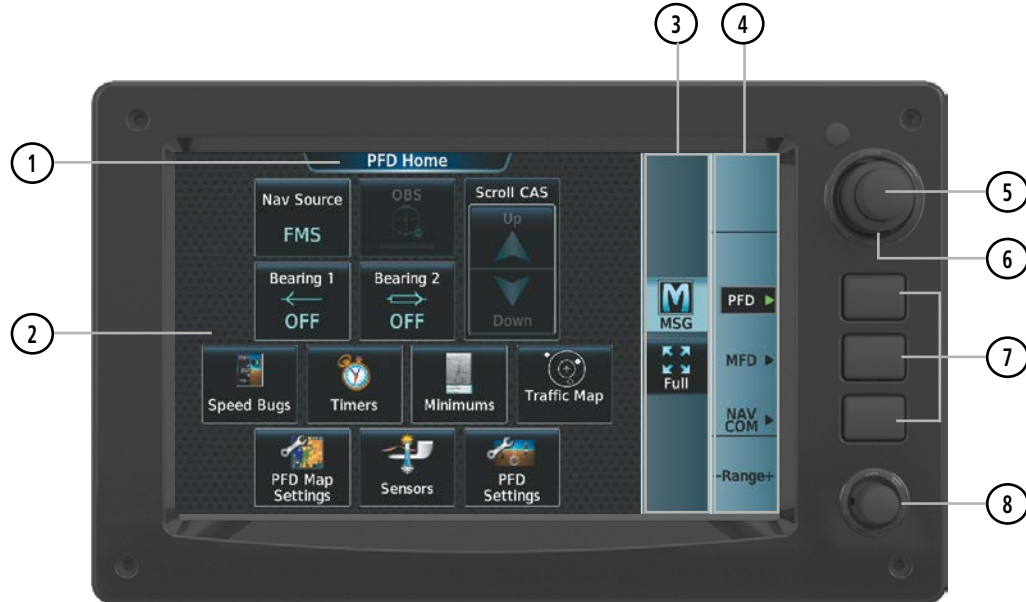 3 4
1
PFD Home
5
Nav Source
FMS
OBS
Scroll CAS
Up
Down
6
Bearing 1
OFF
Bearing 2
OFF
2
M
MSG
PFD
7
Speed Bugs
Timers
Minimums
Traffic Map
Full
MFD
NAV
COM
PFD Map
Settings
Sensors
PFD
Settings
-Range+
8